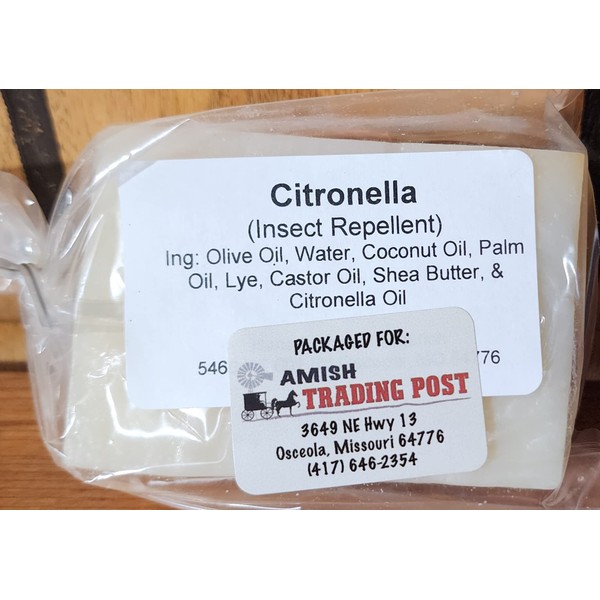 Citronella
(Insect Repellent)
Ing: Olive Oil, Water, Coconut Oil, Palm
Oil, Lye, Castor Oil, Shea Butter, &
Citronella Oil
546
PACKAGED FOR:
AMISH
TRADING POST
3649 NE Hwy 13
Osceola, Missouri 64776
(417) 646-2354